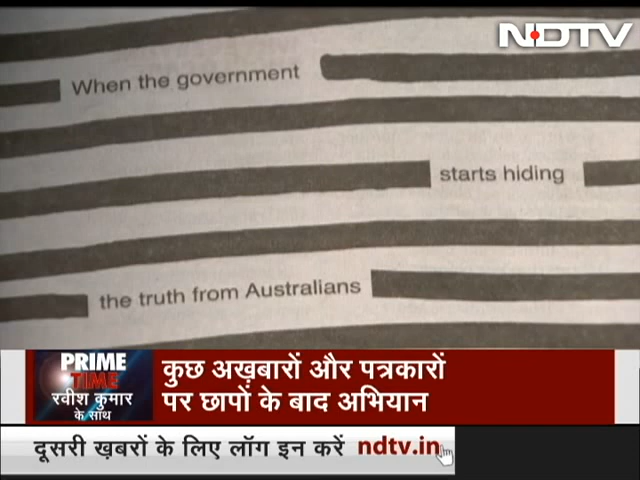 NDTV
When the government
starts hiding
the truth from Australians
PRIME
TIME
रवीश कुमार
के साथ
कुछ अख़बारों और पत्रकारों
पर छापों के बाद अभियान
दूसरी ख़बरों के लिए लॉग इन करें ndtv.in